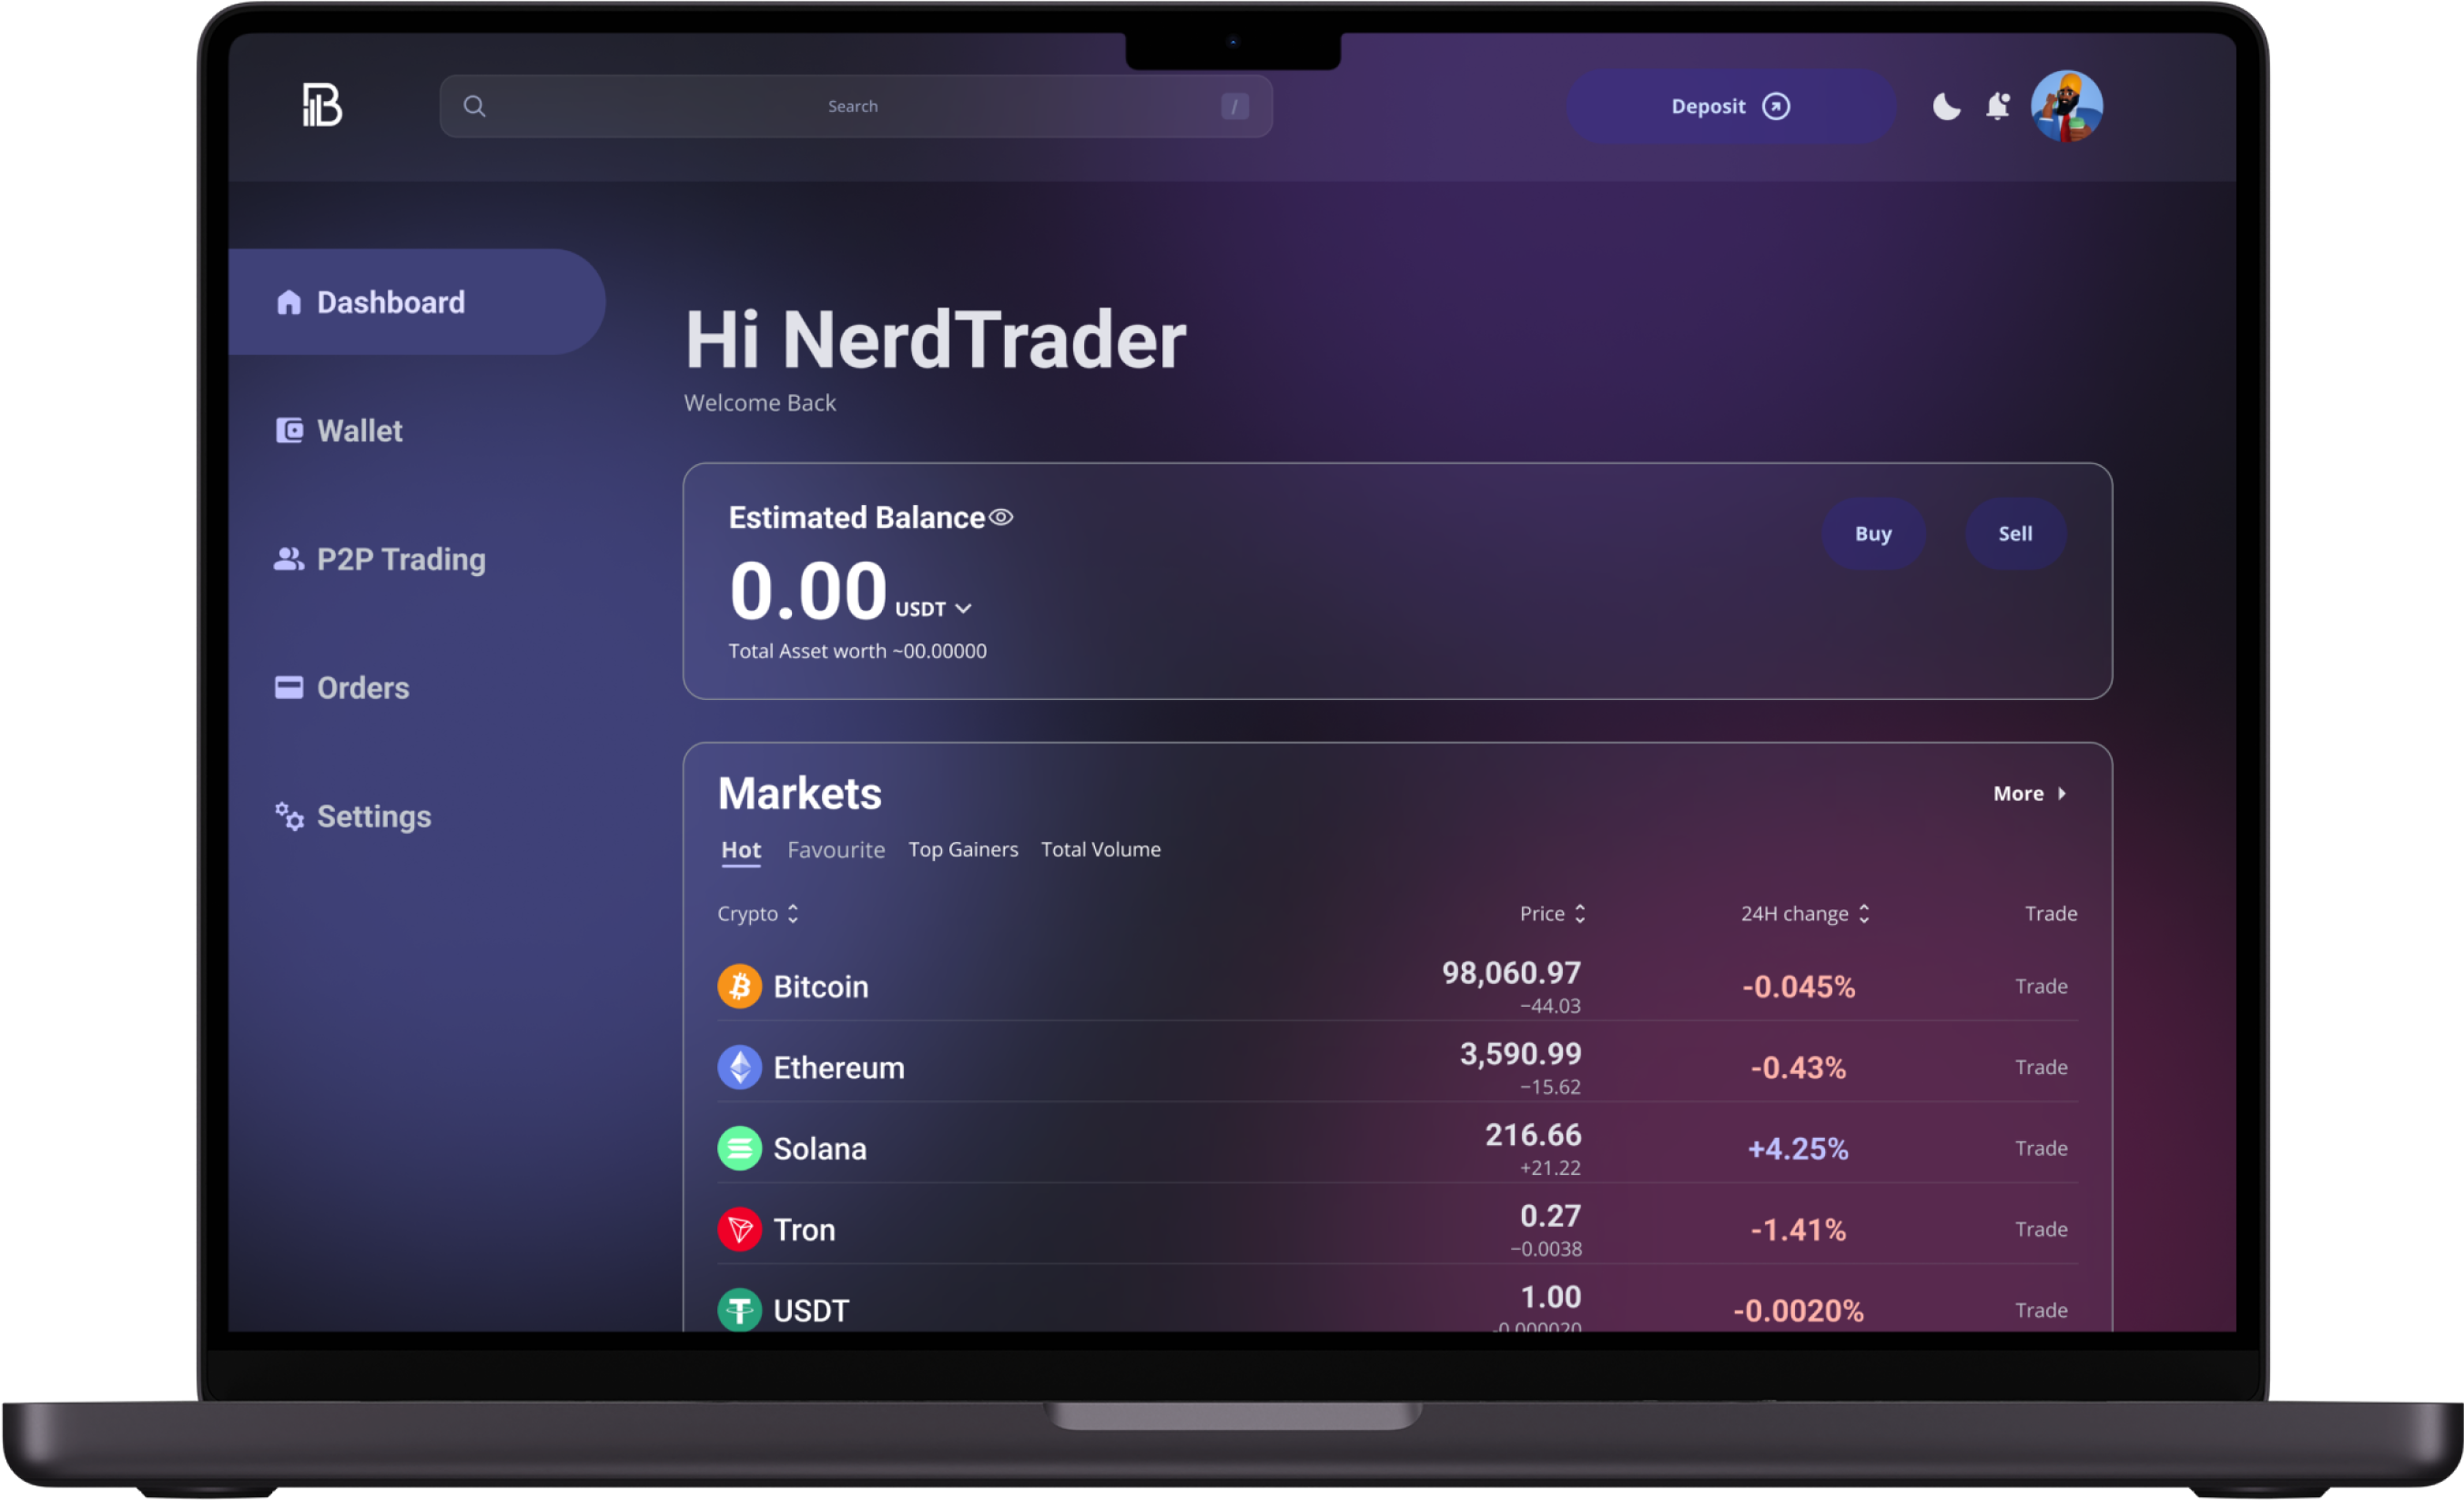 Search
/
Deposit
Dashboard
Wallet
P2P Trading
Orders
Settings
Hi NerdTrader
Welcome Back
Estimated Balance
0.00 USDT
Total Asset worth ~00.00000
Buy Sell
Markets
More
Hot Favourite Top Gainers Total Volume
Crypto Price 24H change Trade
Bitcoin 98,060.97 -0.045% Trade
−44.03
Ethereum 3,590.99 -0.43% Trade
−15.62
Solana 216.66 +4.25% Trade
+21.22
Tron 0.27 -1.41% Trade
−0.0038
USDT 1.00 -0.0020% Trade
-0.000020